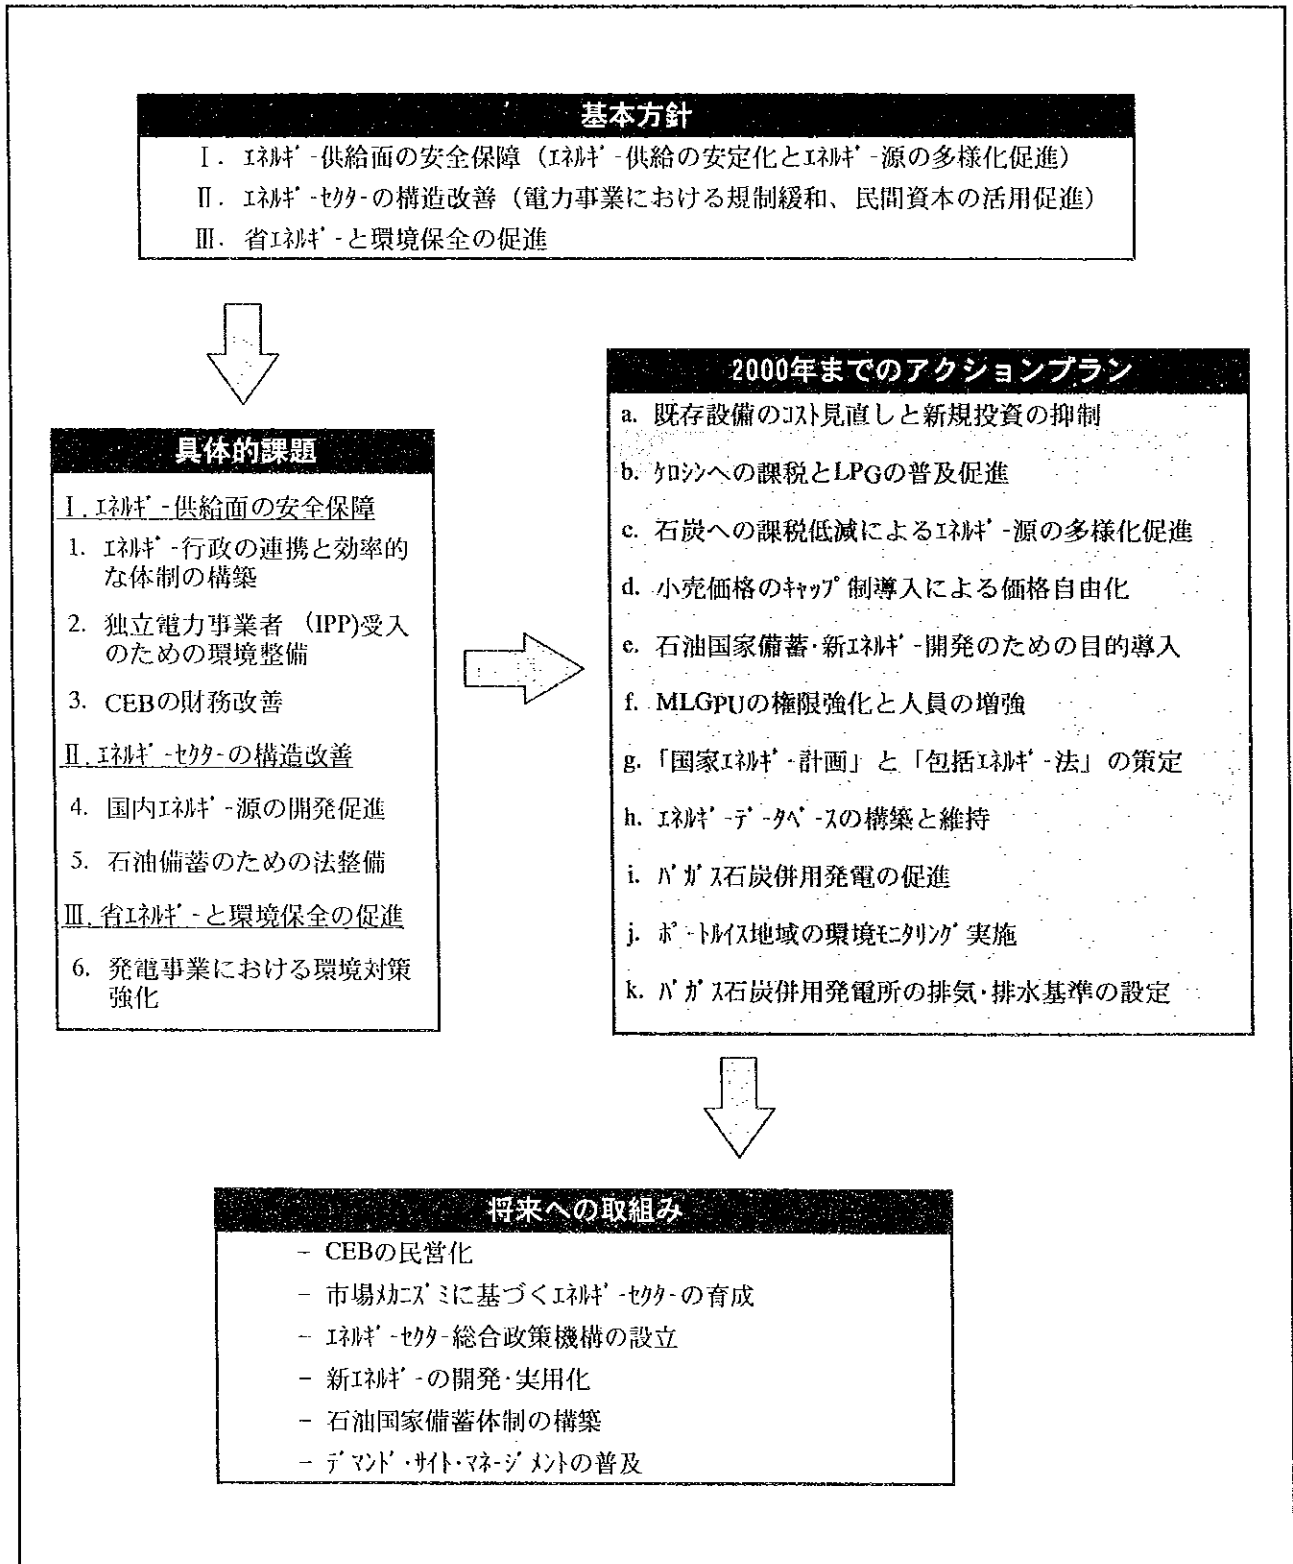 基本方針
Ⅰ. ｴﾈﾙｷﾞｰ供給面の安全保障（ｴﾈﾙｷﾞｰ供給の安定化とｴﾈﾙｷﾞｰ源の多様化促進）
Ⅱ. ｴﾈﾙｷﾞｰｾｸﾀｰの構造改善（電力事業における規制緩和、民間資本の活用促進）
Ⅲ. 省ｴﾈﾙｷﾞｰと環境保全の促進
具体的課題
Ⅰ. ｴﾈﾙｷﾞｰ供給面の安全保障
1. ｴﾈﾙｷﾞｰ行政の連携と効率的
な体制の構築
2. 独立電力事業者 (IPP)受入
のための環境整備
3. CEBの財務改善
Ⅱ. ｴﾈﾙｷﾞｰｾｸﾀｰの構造改善
4. 国内ｴﾈﾙｷﾞｰ源の開発促進
5. 石油備蓄のための法整備
Ⅲ. 省ｴﾈﾙｷﾞｰと環境保全の促進
6. 発電事業における環境対策
強化
2000年までのアクションプラン
a. 既存設備のｺｽﾄ見直しと新規投資の抑制
b. ｹﾛｼﾝへの課税とLPGの普及促進
c. 石炭への課税低減によるｴﾈﾙｷﾞｰ源の多様化促進
d. 小売価格のｷｬｯﾌﾟ制導入による価格自由化
e. 石油国家備蓄･新ｴﾈﾙｷﾞｰ開発のための目的導入
f. MLGPUの権限強化と人員の増強
g. 「国家ｴﾈﾙｷﾞｰ計画」と「包括ｴﾈﾙｷﾞｰ法」の策定
h. ｴﾈﾙｷﾞｰﾃﾞｰﾀﾍﾞｰｽの構築と維持
i. ﾊﾞｶﾞｽ石炭併用発電の促進
j. ﾎﾟｰﾄﾙｲｽ地域の環境ﾓﾆﾀﾘﾝｸﾞ実施
k. ﾊﾞｶﾞｽ石炭併用発電所の排気･排水基準の設定
将来への取組み
− CEBの民営化
− 市場ﾒｶﾆｽﾞﾐに基づくｴﾈﾙｷﾞｰｾｸﾀｰの育成
− ｴﾈﾙｷﾞｰｾｸﾀｰ総合政策機構の設立
− 新ｴﾈﾙｷﾞｰの開発･実用化
− 石油国家備蓄体制の構築
− ﾃﾞﾏﾝﾄﾞ･ｻｲﾄ･ﾏﾈｰｼﾞﾒﾝﾄの普及